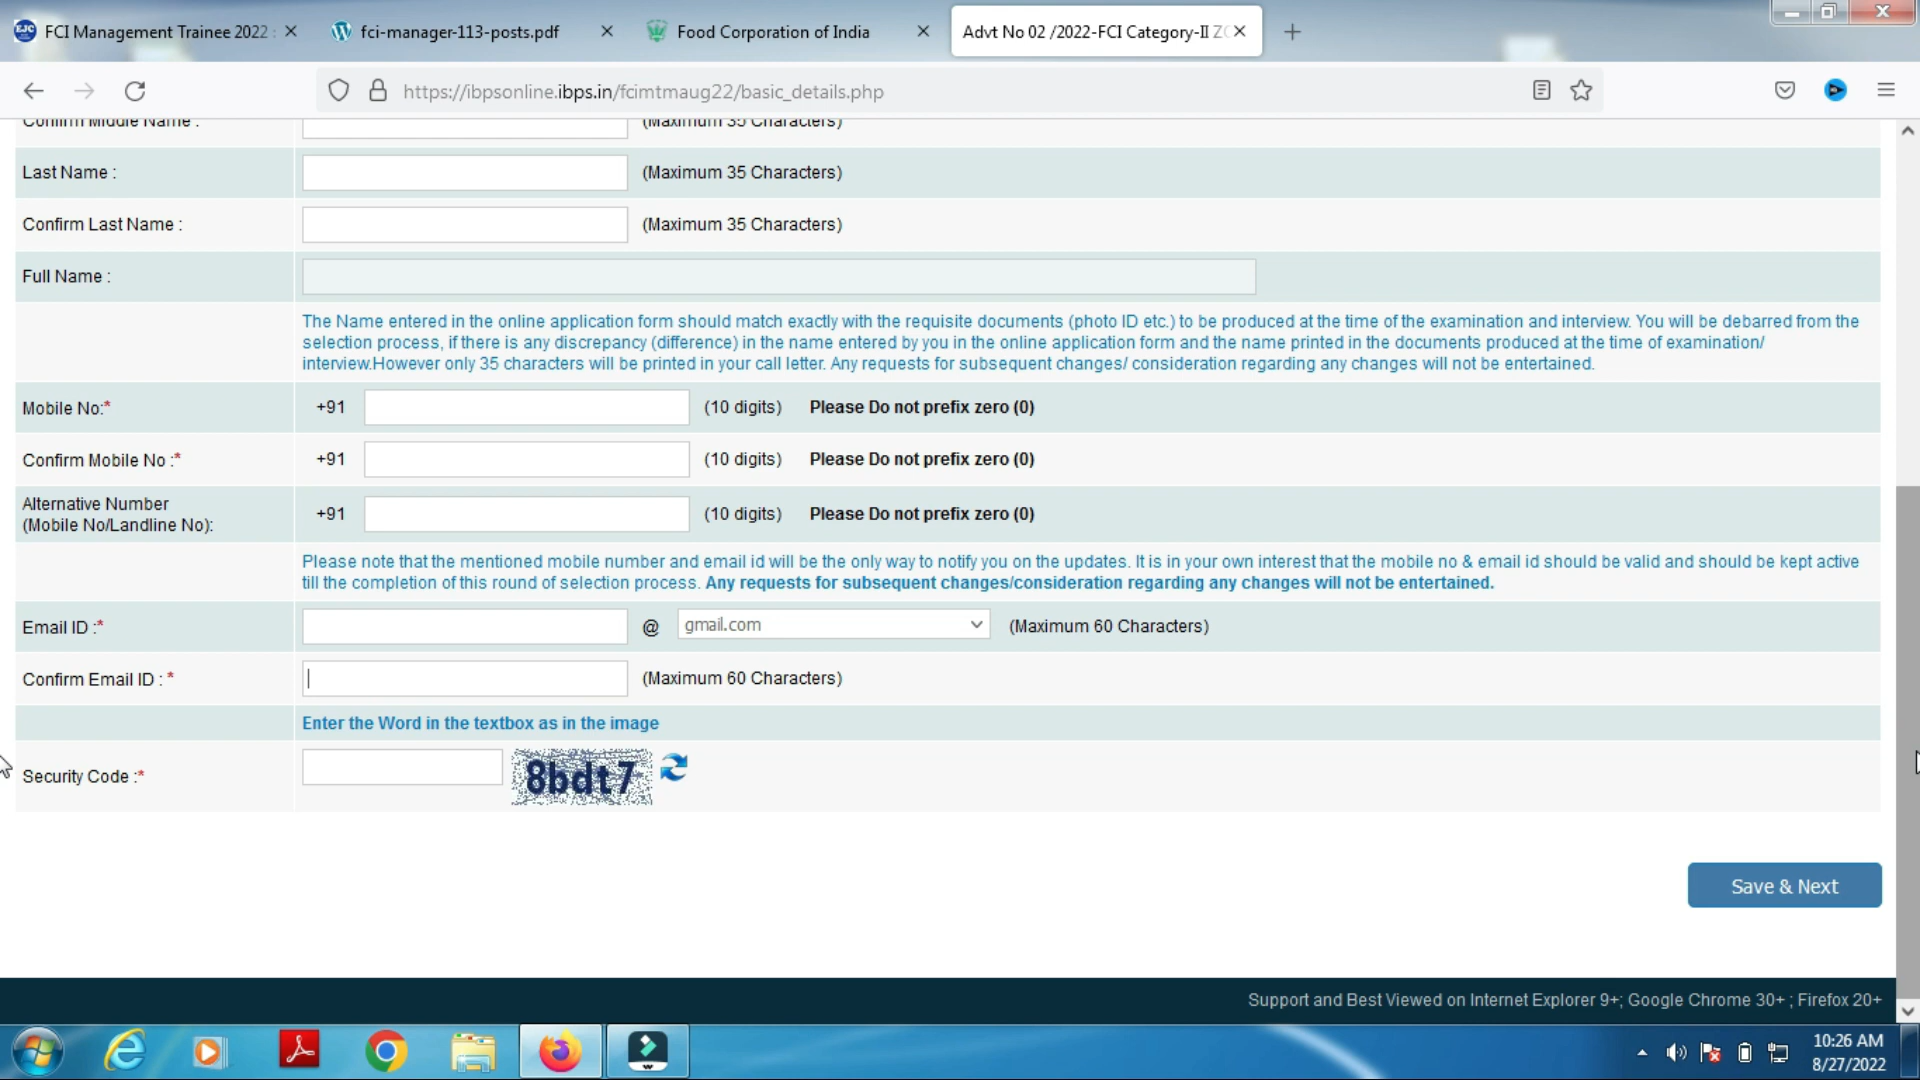 FCI Management Trainee 2022 :
fci-manager-113-posts.pdf
Food Corporation of India
Advt No 02 /2022-FCI Category-II ZO
https://ibpsonline.ibps.in/fcimtmaug22/basic_details.php
Confirm Middle Name : (Maximum 35 Characters)
Last Name : (Maximum 35 Characters)
Confirm Last Name : (Maximum 35 Characters)
Full Name :
The Name entered in the online application form should match exactly with the requisite documents (photo ID etc.) to be produced at the time of the examination and interview. You will be debarred from the
selection process, if there is any discrepancy (difference) in the name entered by you in the online application form and the name printed in the documents produced at the time of examination/
interview.However only 35 characters will be printed in your call letter. Any requests for subsequent changes/ consideration regarding any changes will not be entertained.
Mobile No:* +91 (10 digits) Please Do not prefix zero (0)
Confirm Mobile No :* +91 (10 digits) Please Do not prefix zero (0)
Alternative Number
(Mobile No/Landline No): +91 (10 digits) Please Do not prefix zero (0)
Please note that the mentioned mobile number and email id will be the only way to notify you on the updates. It is in your own interest that the mobile no & email id should be valid and should be kept active
till the completion of this round of selection process. Any requests for subsequent changes/consideration regarding any changes will not be entertained.
Email ID :* @ gmail.com (Maximum 60 Characters)
Confirm Email ID : * (Maximum 60 Characters)
Enter the Word in the textbox as in the image
Security Code :* 8bdt7
Save & Next
Support and Best Viewed on Internet Explorer 9+; Google Chrome 30+ ; Firefox 20+
10:26 AM
8/27/2022